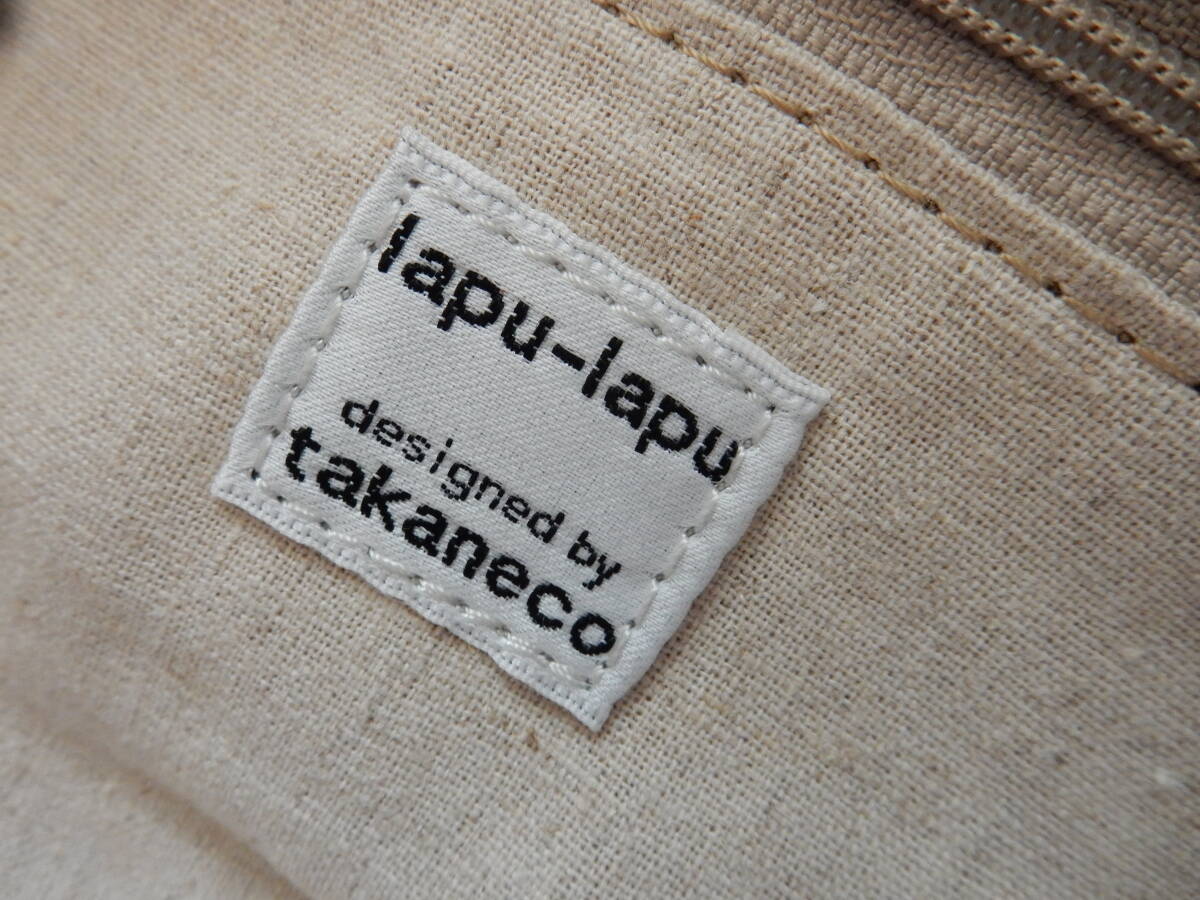 lapu-lapu
designed by
takaneco